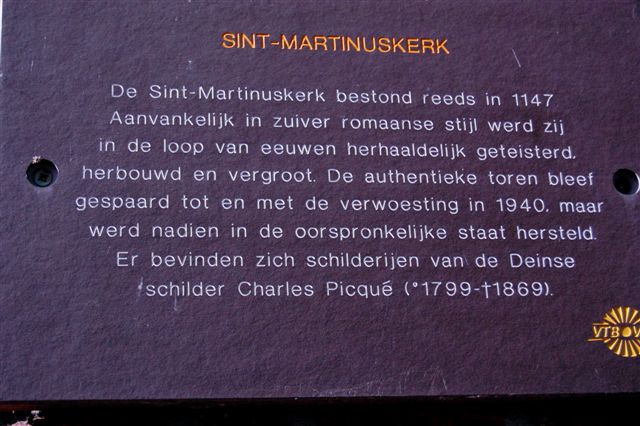 SINT-MARTINUSKERK
De Sint-Martinuskerk bestond reeds in 1147
Aanvankelijk in zuiver romaanse stijl werd zij
in de loop van eeuwen herhaaldelijk geteisterd,
herbouwd en vergroot. De authentieke toren bleef
gespaard tot en met de verwoesting in 1940, maar
werd nadien in de oorspronkelijke staat hersteld.
Er bevinden zich schilderijen van de Deinse
schilder Charles Picqué (°1799-†1869).
VTB